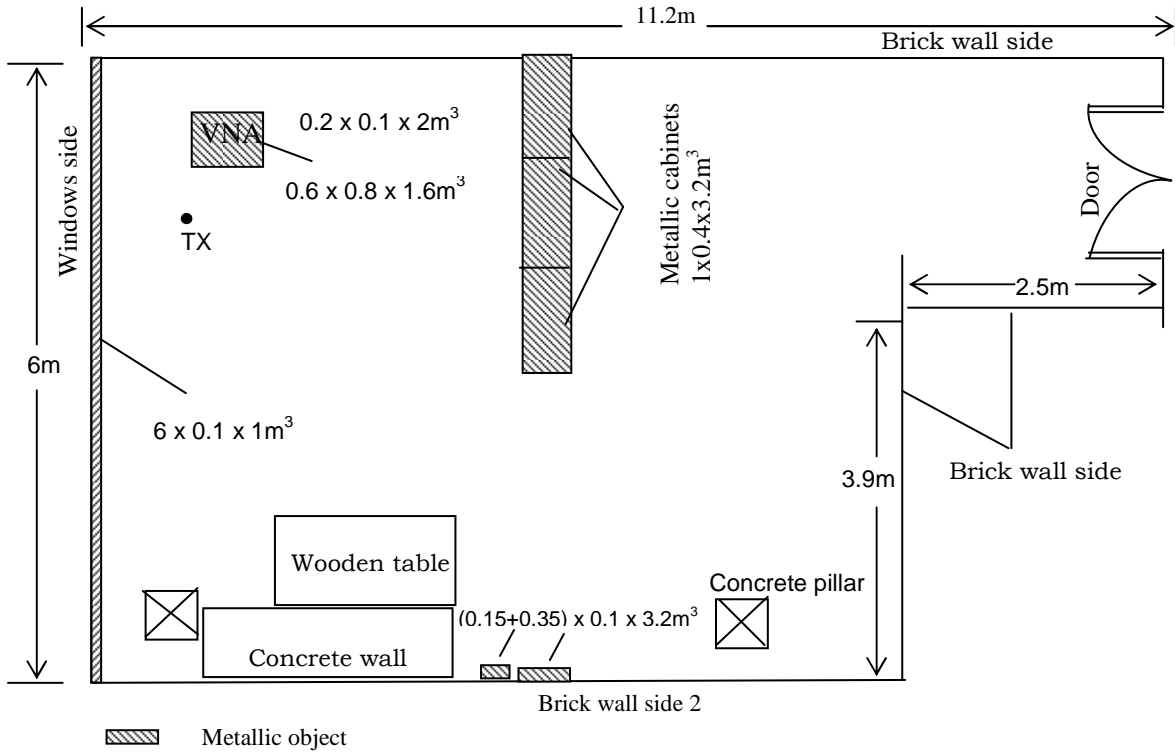 11.2m
Brick wall side
Windows side
VNA
0.2 x 0.1 x 2m³
0.6 x 0.8 x 1.6m³
Metallic cabinets
1x0.4x3.2m³
Door
TX
2.5m
6m
6 x 0.1 x 1m³
3.9m
Brick wall side
Wooden table
Concrete pillar
(0.15+0.35) x 0.1 x 3.2m³
Concrete wall
Brick wall side 2
Metallic object